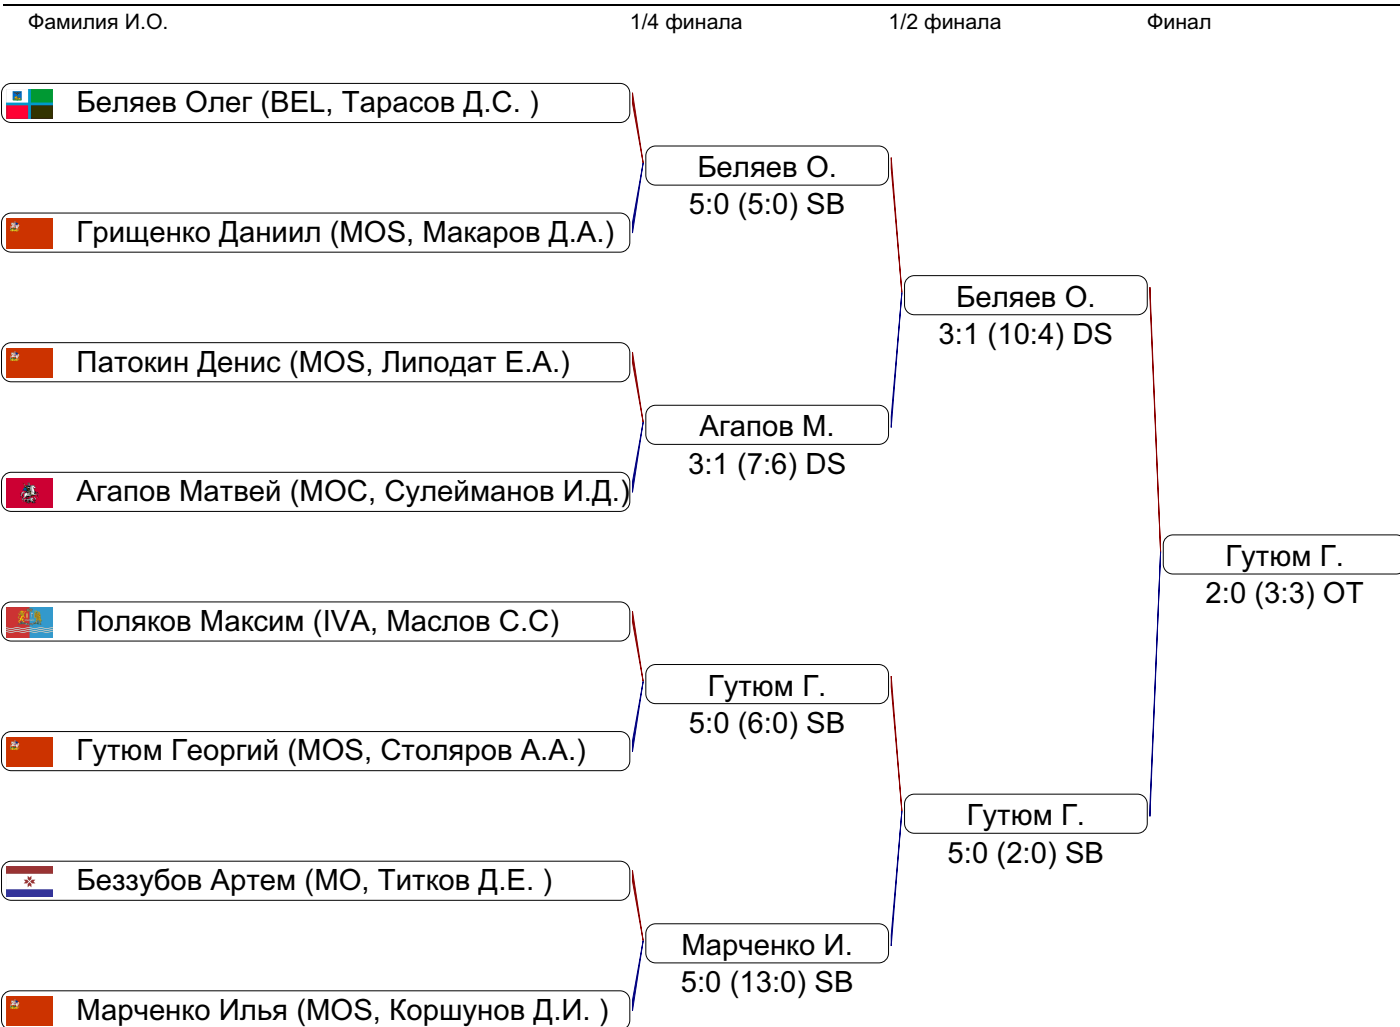 Фамилия И.О. 1/4 финала 1/2 финала Финал
Беляев Олег (BEL, Тарасов Д.С. )
Беляев О.
5:0 (5:0) SB
Грищенко Даниил (MOS, Макаров Д.А.)
Беляев О.
3:1 (10:4) DS
Патокин Денис (MOS, Липодат Е.А.)
Агапов М.
3:1 (7:6) DS
Агапов Матвей (MOC, Сулейманов И.Д.)
Гутюм Г.
2:0 (3:3) OT
Поляков Максим (IVA, Маслов С.С)
Гутюм Г.
5:0 (6:0) SB
Гутюм Георгий (MOS, Столяров А.А.)
Гутюм Г.
5:0 (2:0) SB
Беззубов Артем (MO, Титков Д.Е. )
Марченко И.
5:0 (13:0) SB
Марченко Илья (MOS, Коршунов Д.И. )